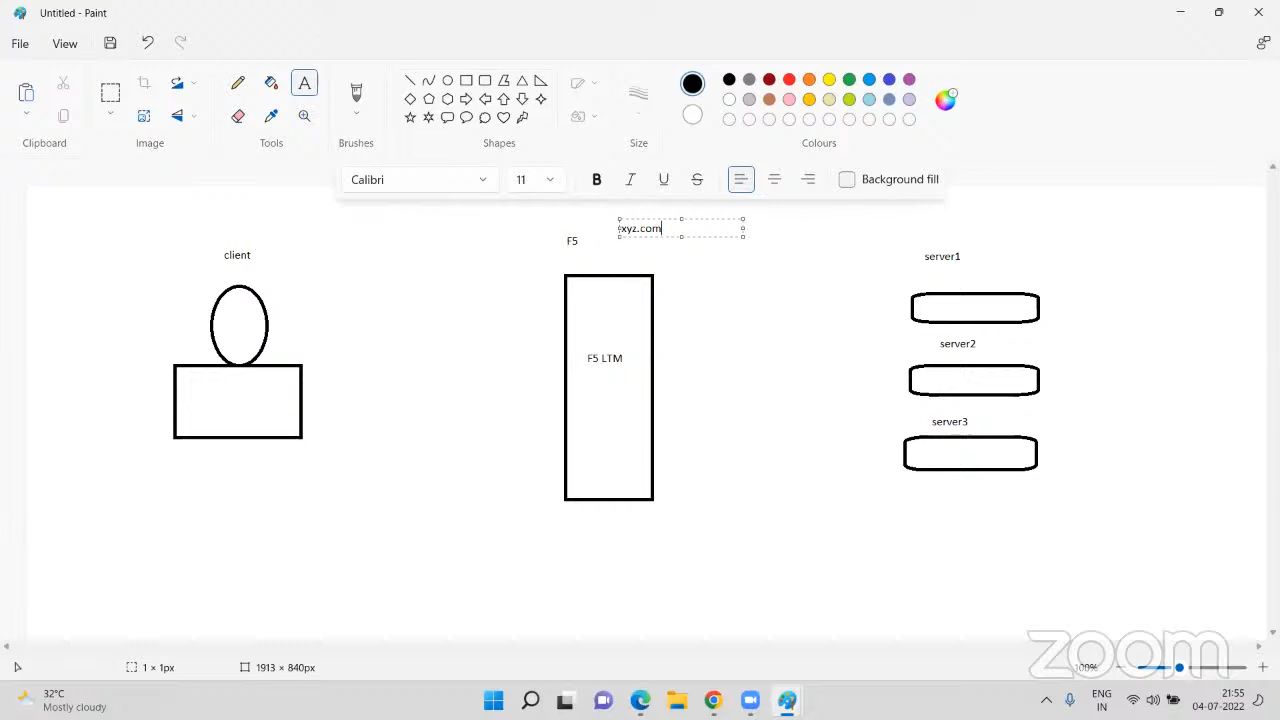 Untitled - Paint
File
View
Clipboard
Image
Tools
Brushes
Shapes
Size
Colours
Calibri
11
B
I
U
S
Background fill
xyz.com
F5
client
server1
F5 LTM
server2
server3
zoom
1 × 1px
1913 × 840px
100%
32°C
Mostly cloudy
ENG
IN
21:55
04-07-2022